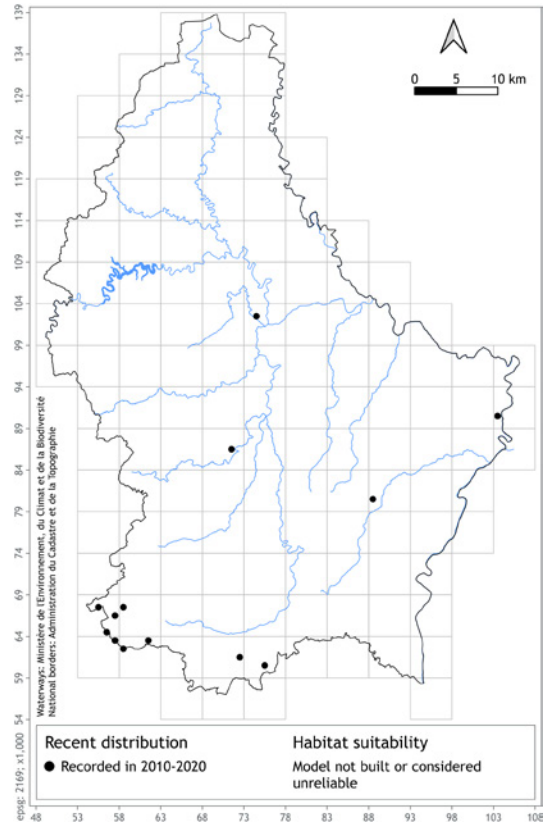 139
134
129
124
119
114
109
104
99
94
89
84
79
74
69
64
59
54
0 5 10 km
Waterways: Ministère de l'Environnement, du Climat et de la Biodiversité
National borders: Administration du Cadastre et de la Topographie
epsg: 2169; x1,000
Recent distribution
Recorded in 2010-2020
Habitat suitability
Model not built or considered
unreliable
48 53 58 63 68 73 78 83 88 93 98 103 108